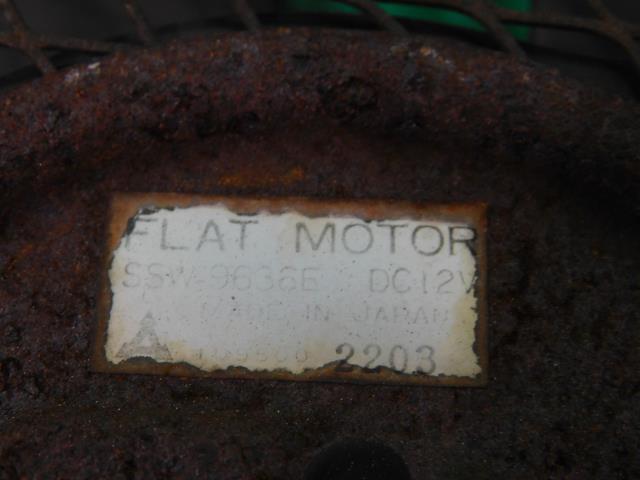 FLAT MOTOR
SSW-9636E DC12V
MADE IN JAPAN
2203